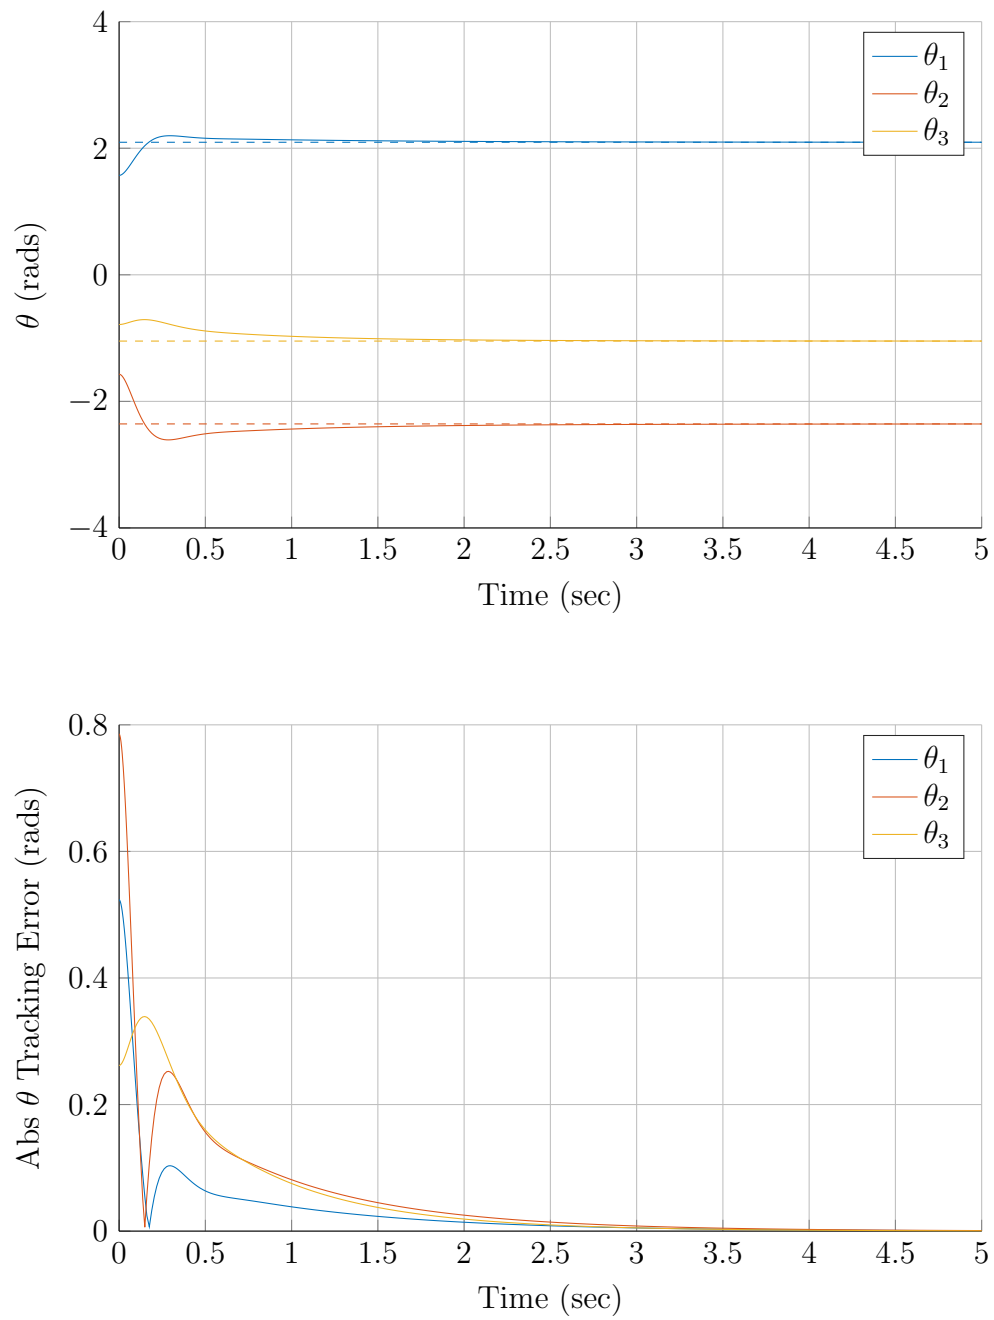 4
2
0
−2
−4
θ (rads)
θ₁
θ₂
θ₃
0 0.5 1 1.5 2 2.5 3 3.5 4 4.5 5
Time (sec)
0.8
0.6
0.4
0.2
0
Abs θ Tracking Error (rads)
θ₁
θ₂
θ₃
0 0.5 1 1.5 2 2.5 3 3.5 4 4.5 5
Time (sec)